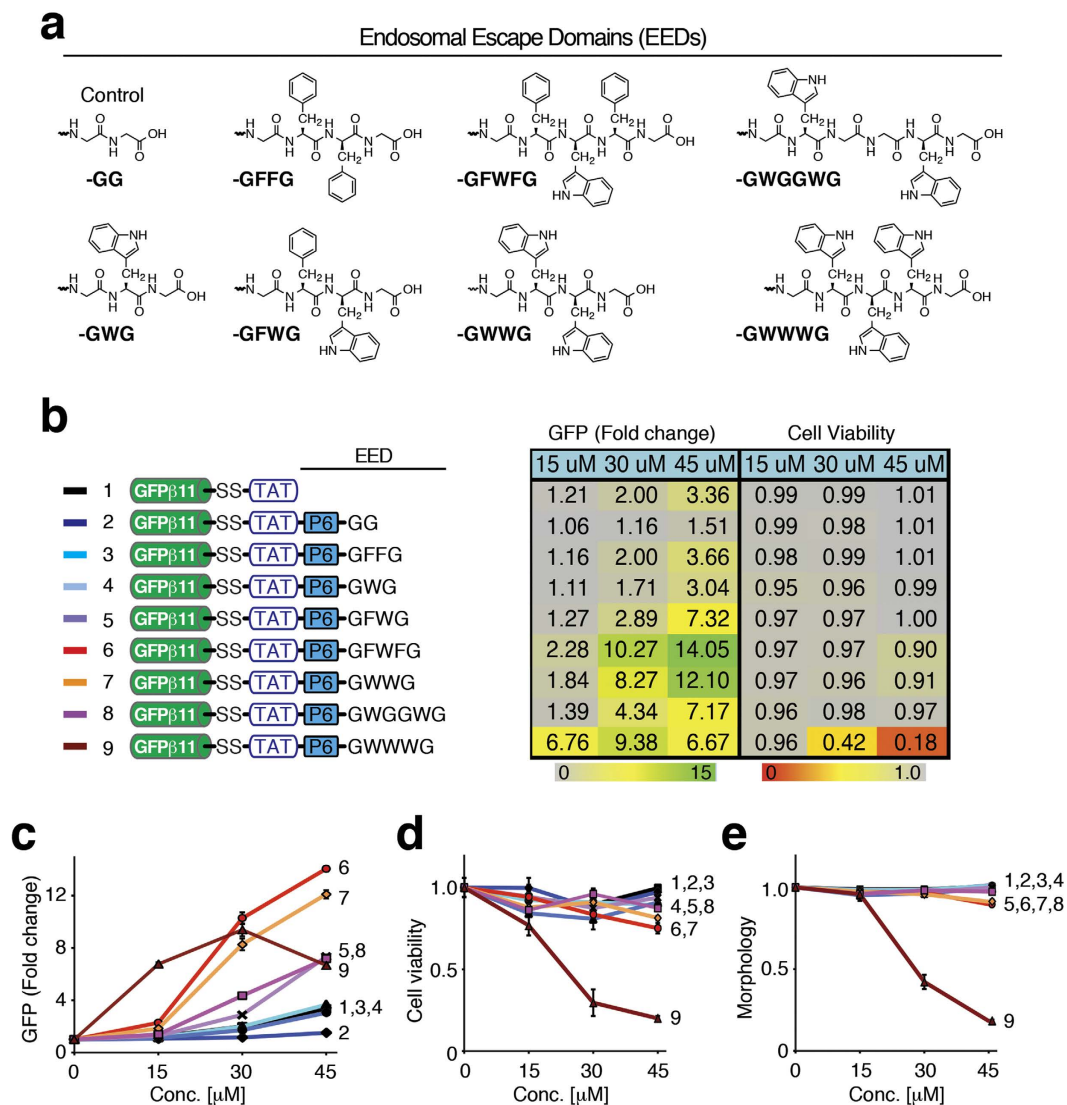 a
Endosomal Escape Domains (EEDs)
Control
-GG
-GFFG
-GFWFG
-GWGGWG
-GWG
-GFWG
-GWWG
-GWWWG
b
EED
1 GFPβ11 SS TAT
2 GFPβ11 SS TAT P6 GG
3 GFPβ11 SS TAT P6 GFFG
4 GFPβ11 SS TAT P6 GWG
5 GFPβ11 SS TAT P6 GFWG
6 GFPβ11 SS TAT P6 GFWFG
7 GFPβ11 SS TAT P6 GWWG
8 GFPβ11 SS TAT P6 GWGGWG
9 GFPβ11 SS TAT P6 GWWWG
GFP (Fold change) Cell Viability
15 uM 30 uM 45 uM 15 uM 30 uM 45 uM
1.21 2.00 3.36 0.99 0.99 1.01
1.06 1.16 1.51 0.99 0.98 1.01
1.16 2.00 3.66 0.98 0.99 1.01
1.11 1.71 3.04 0.95 0.96 0.99
1.27 2.89 7.32 0.97 0.97 1.00
2.28 10.27 14.05 0.97 0.97 0.90
1.84 8.27 12.10 0.97 0.96 0.91
1.39 4.34 7.17 0.96 0.98 0.97
6.76 9.38 6.67 0.96 0.42 0.18
0 15 0 1.0
c
GFP (Fold change)
12
8
4
0
0 15 30 45
Conc. [µM]
6
7
5,8
9
1,3,4
2
d
Cell viability
1.0
0.5
0
0 15 30 45
Conc. [µM]
1,2,3
4,5,8
6,7
9
e
Morphology
1.0
0.5
0
0 15 30 45
Conc. [µM]
1,2,3,4
5,6,7,8
9